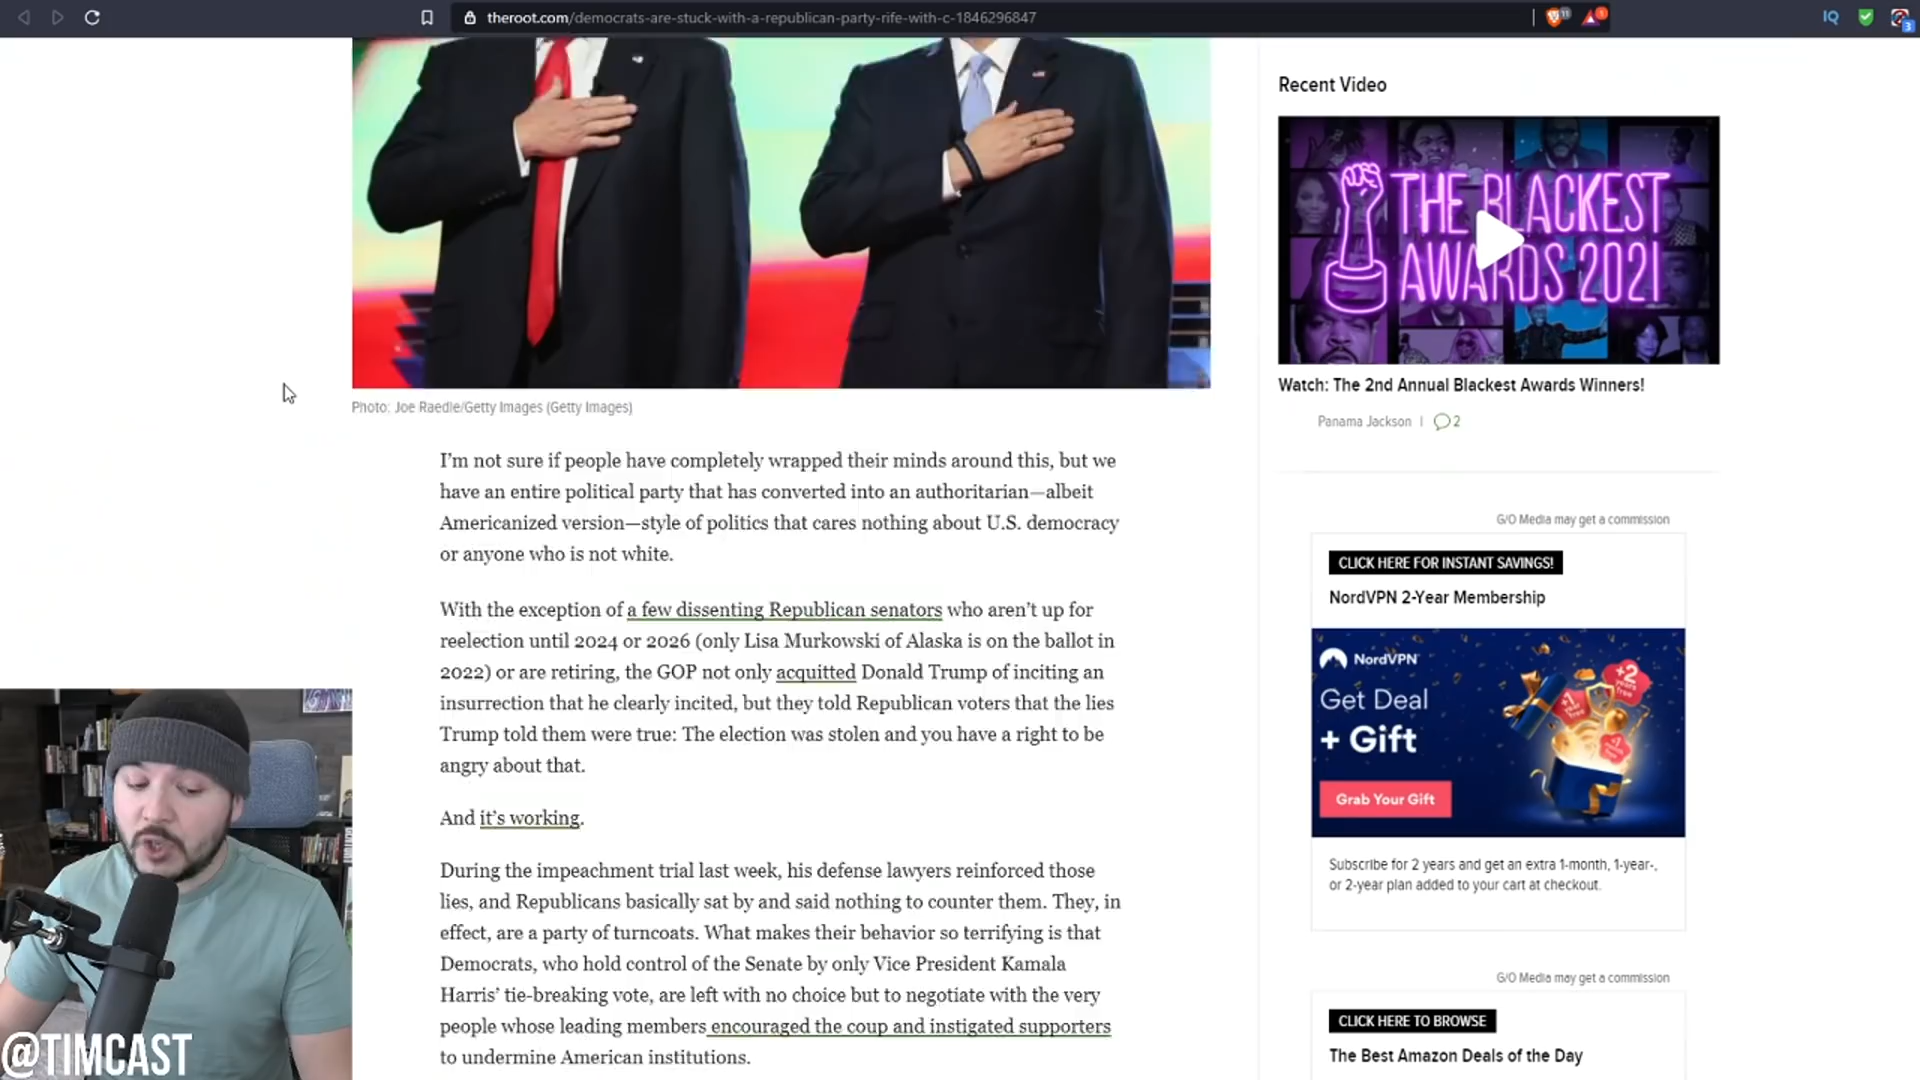 theroot.com/democrats-are-stuck-with-a-republican-party-rife-with-c-1846296847
11
1
IQ
3
Photo: Joe Raedle/Getty Images (Getty Images)
I'm not sure if people have completely wrapped their minds around this, but we
have an entire political party that has converted into an authoritarian—albeit
Americanized version—style of politics that cares nothing about U.S. democracy
or anyone who is not white.
With the exception of a few dissenting Republican senators who aren't up for
reelection until 2024 or 2026 (only Lisa Murkowski of Alaska is on the ballot in
2022) or are retiring, the GOP not only acquitted Donald Trump of inciting an
insurrection that he clearly incited, but they told Republican voters that the lies
Trump told them were true: The election was stolen and you have a right to be
angry about that.
And it's working.
During the impeachment trial last week, his defense lawyers reinforced those
lies, and Republicans basically sat by and said nothing to counter them. They, in
effect, are a party of turncoats. What makes their behavior so terrifying is that
Democrats, who hold control of the Senate by only Vice President Kamala
Harris' tie-breaking vote, are left with no choice but to negotiate with the very
people whose leading members encouraged the coup and instigated supporters
to undermine American institutions.
Recent Video
THE BLACKEST
AWARDS 2021
Watch: The 2nd Annual Blackest Awards Winners!
Panama Jackson | 2
G/O Media may get a commission
CLICK HERE FOR INSTANT SAVINGS!
NordVPN 2-Year Membership
NordVPN
Get Deal
+ Gift
+2
years
free
+1
year
free
+1
month
free
Grab Your Gift
Subscribe for 2 years and get an extra 1-month, 1-year-,
or 2-year plan added to your cart at checkout.
G/O Media may get a commission
CLICK HERE TO BROWSE
The Best Amazon Deals of the Day
@TIMCAST